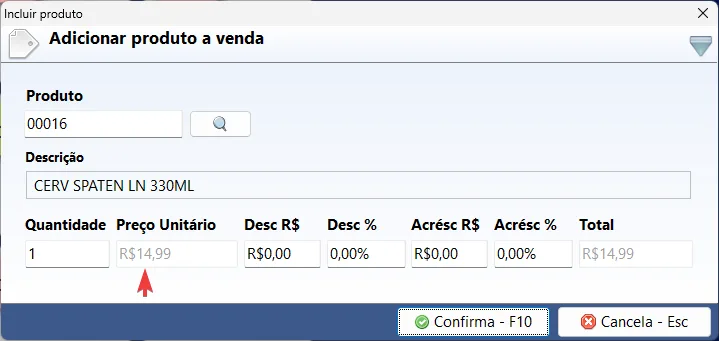 Incluir produto
Adicionar produto a venda
Produto
00016
Descrição
CERV SPATEN LN 330ML
Quantidade Preço Unitário Desc R$ Desc % Acrésc R$ Acrésc % Total
1 R$14,99 R$0,00 0,00% R$0,00 0,00% R$14,99
Confirma - F10 Cancela - Esc